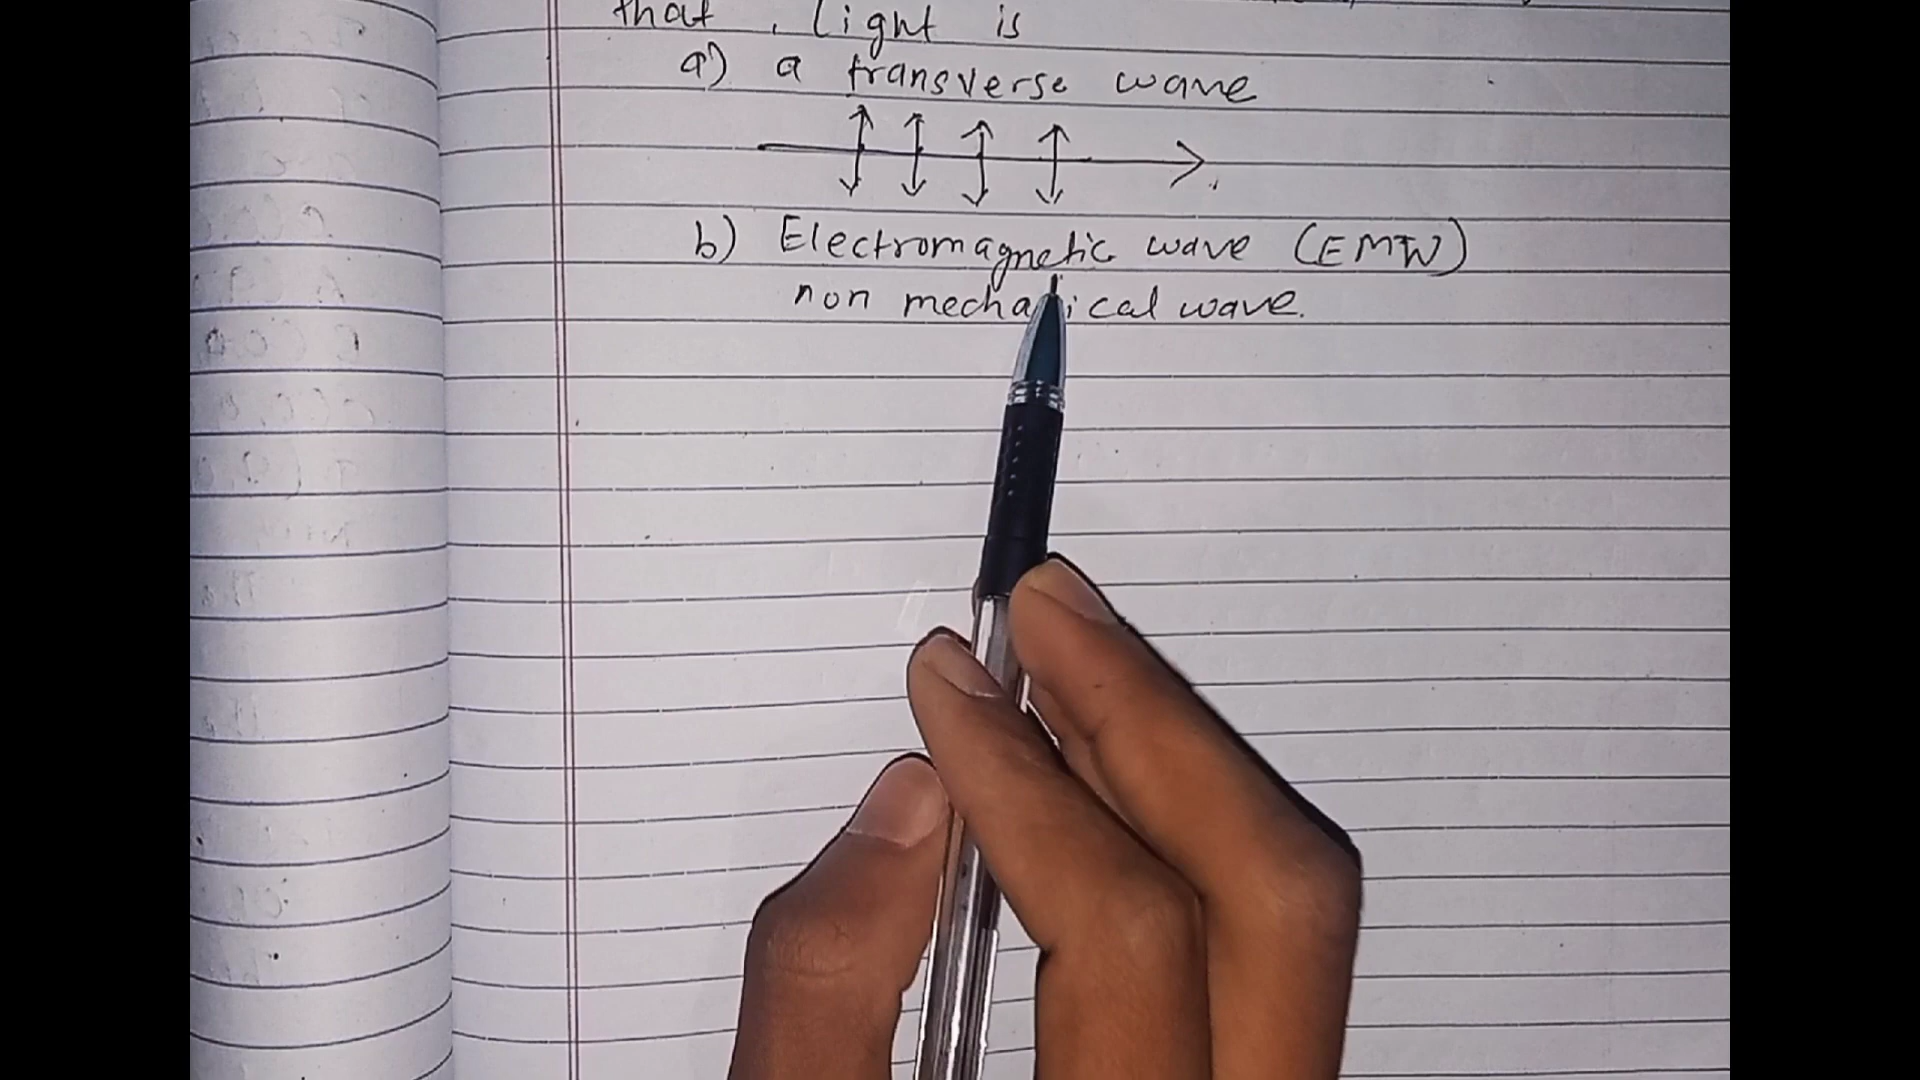 that, Light is
a) a transverse wave
b) Electromagnetic wave (EMW)
non mechanical wave.